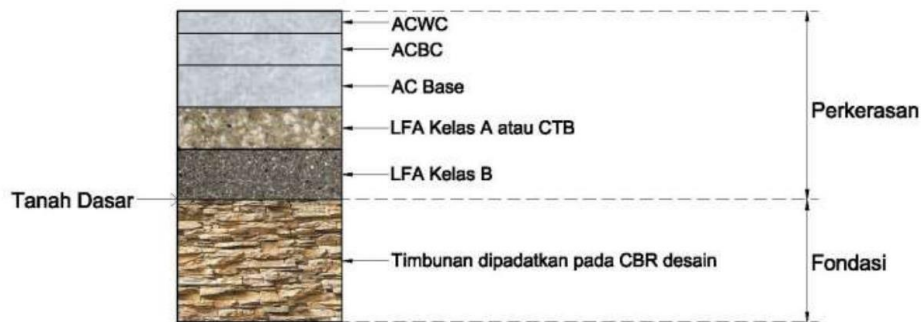 ACWC
ACBC
AC Base
LFA Kelas A atau CTB
Perkerasan
LFA Kelas B
Tanah Dasar
Timbunan dipadatkan pada CBR desain
Fondasi